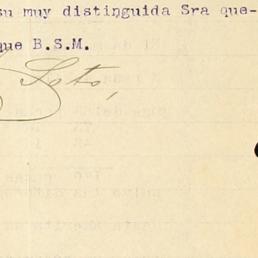 su muy distinguida Sra que-
que B.S.M.
Soto,